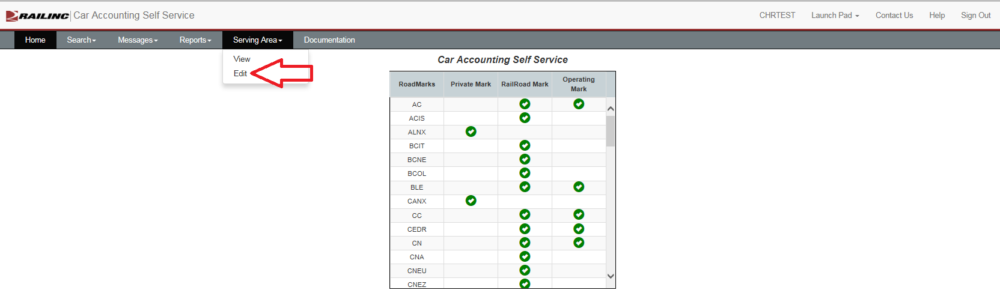 RAILINC Car Accounting Self Service CHRTEST Launch Pad Contact Us Help Sign Out
Home Search Messages Reports Serving Area Documentation
View
Edit
Car Accounting Self Service
RoadMarks Private Mark RailRoad Mark Operating Mark
AC
ACIS
ALNX
BCIT
BCNE
BCOL
BLE
CANX
CC
CEDR
CN
CNA
CNEU
CNEZ